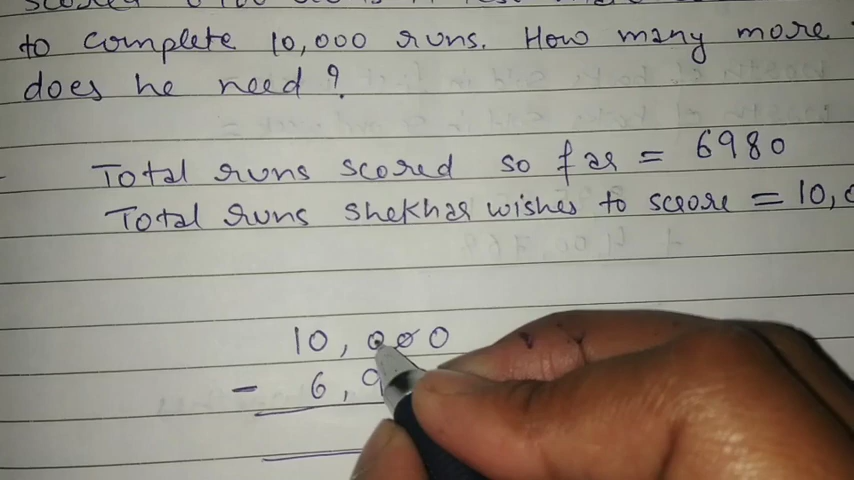 to complete 10,000 runs. How many more
does he need?
Total runs scored so far = 6980
Total runs shekhar wishes to score = 10,0
10,000
- 6,9